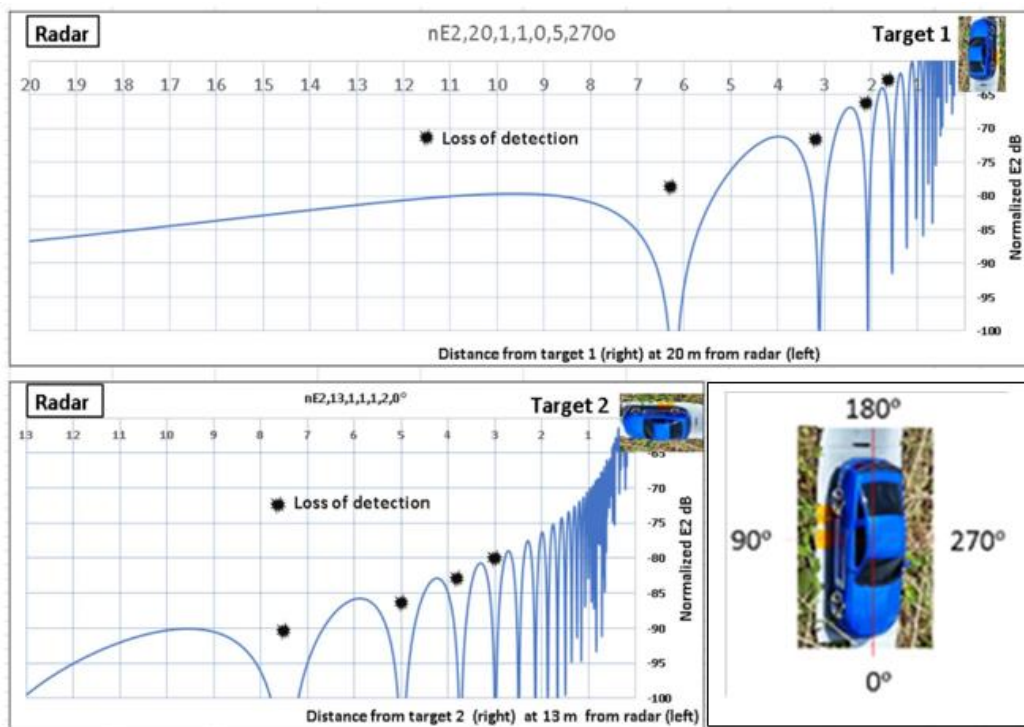 Radar
nE2,20,1,1,0,5,270o
Target 1
20 19 18 17 16 15 14 13 12 11 10 9 8 7 6 5 4 3 2 1
-65
Loss of detection
-70
-75
-80
-85
-90
-95
-100
Normalized E2 dB
Distance from target 1 (right) at 20 m from radar (left)
Radar
nE2,13,1,1,1,2,0°
Target 2
13 12 11 10 9 8 7 6 5 4 3 2 1
-65
-70
Loss of detection
-75
-80
-85
-90
-95
-100
Normalized E2 dB
Distance from target 2 (right) at 13 m from radar (left)
180º
90º
270º
0º